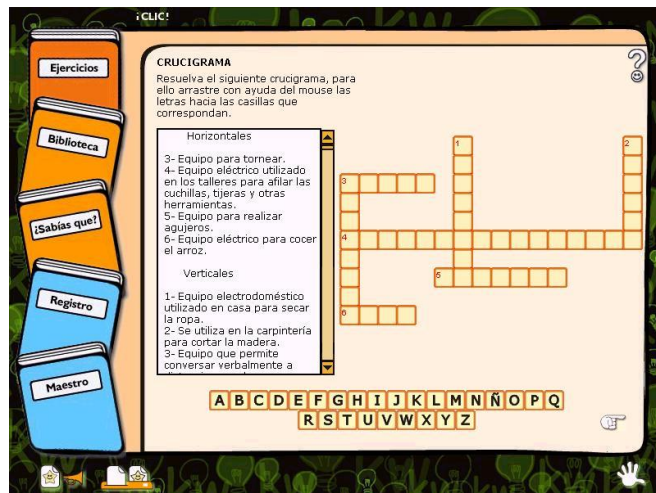 ¡CLIC!
Ejercicios
Biblioteca
¿Sabías que?
Registro
Maestro
CRUCIGRAMA
Resuelva el siguiente crucigrama, para
ello arrastre con ayuda del mouse las
letras hacia las casillas que
correspondan.
Horizontales
3- Equipo para tornear.
4- Equipo eléctrico utilizado
en los talleres para afilar las
cuchillas, tijeras y otras
herramientas.
5- Equipo para realizar
agujeros.
6- Equipo eléctrico para cocer
el arroz.
Verticales
1- Equipo electrodoméstico
utilizado en casa para secar
la ropa.
2- Se utiliza en la carpintería
para cortar la madera.
3- Equipo que permite
conversar verbalmente a
1
2
3
4
5
6
A B C D E F G H I J K L M N Ñ O P Q
R S T U V W X Y Z